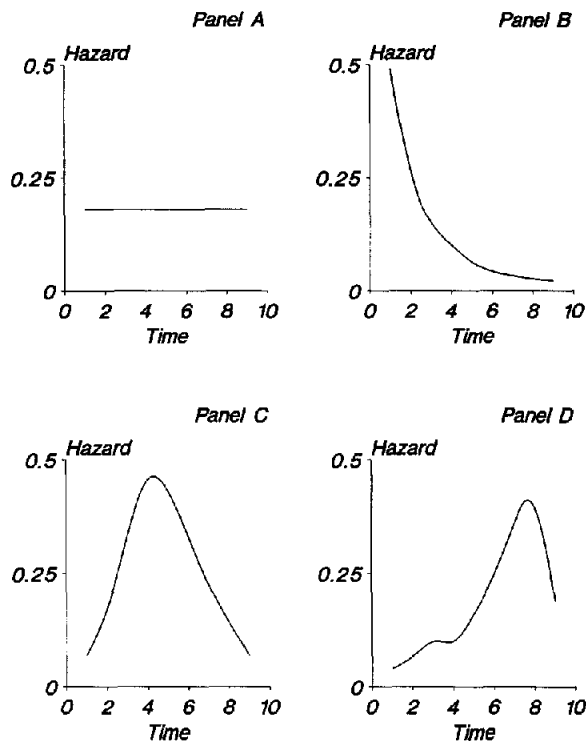 Panel A
Hazard
0.5
0.25
0
0 2 4 6 8 10
Time
Panel B
Hazard
0.5
0.25
0
0 2 4 6 8 10
Time
Panel C
Hazard
0.5
0.25
0
0 2 4 6 8 10
Time
Panel D
Hazard
0.5
0.25
0
0 2 4 6 8 10
Time